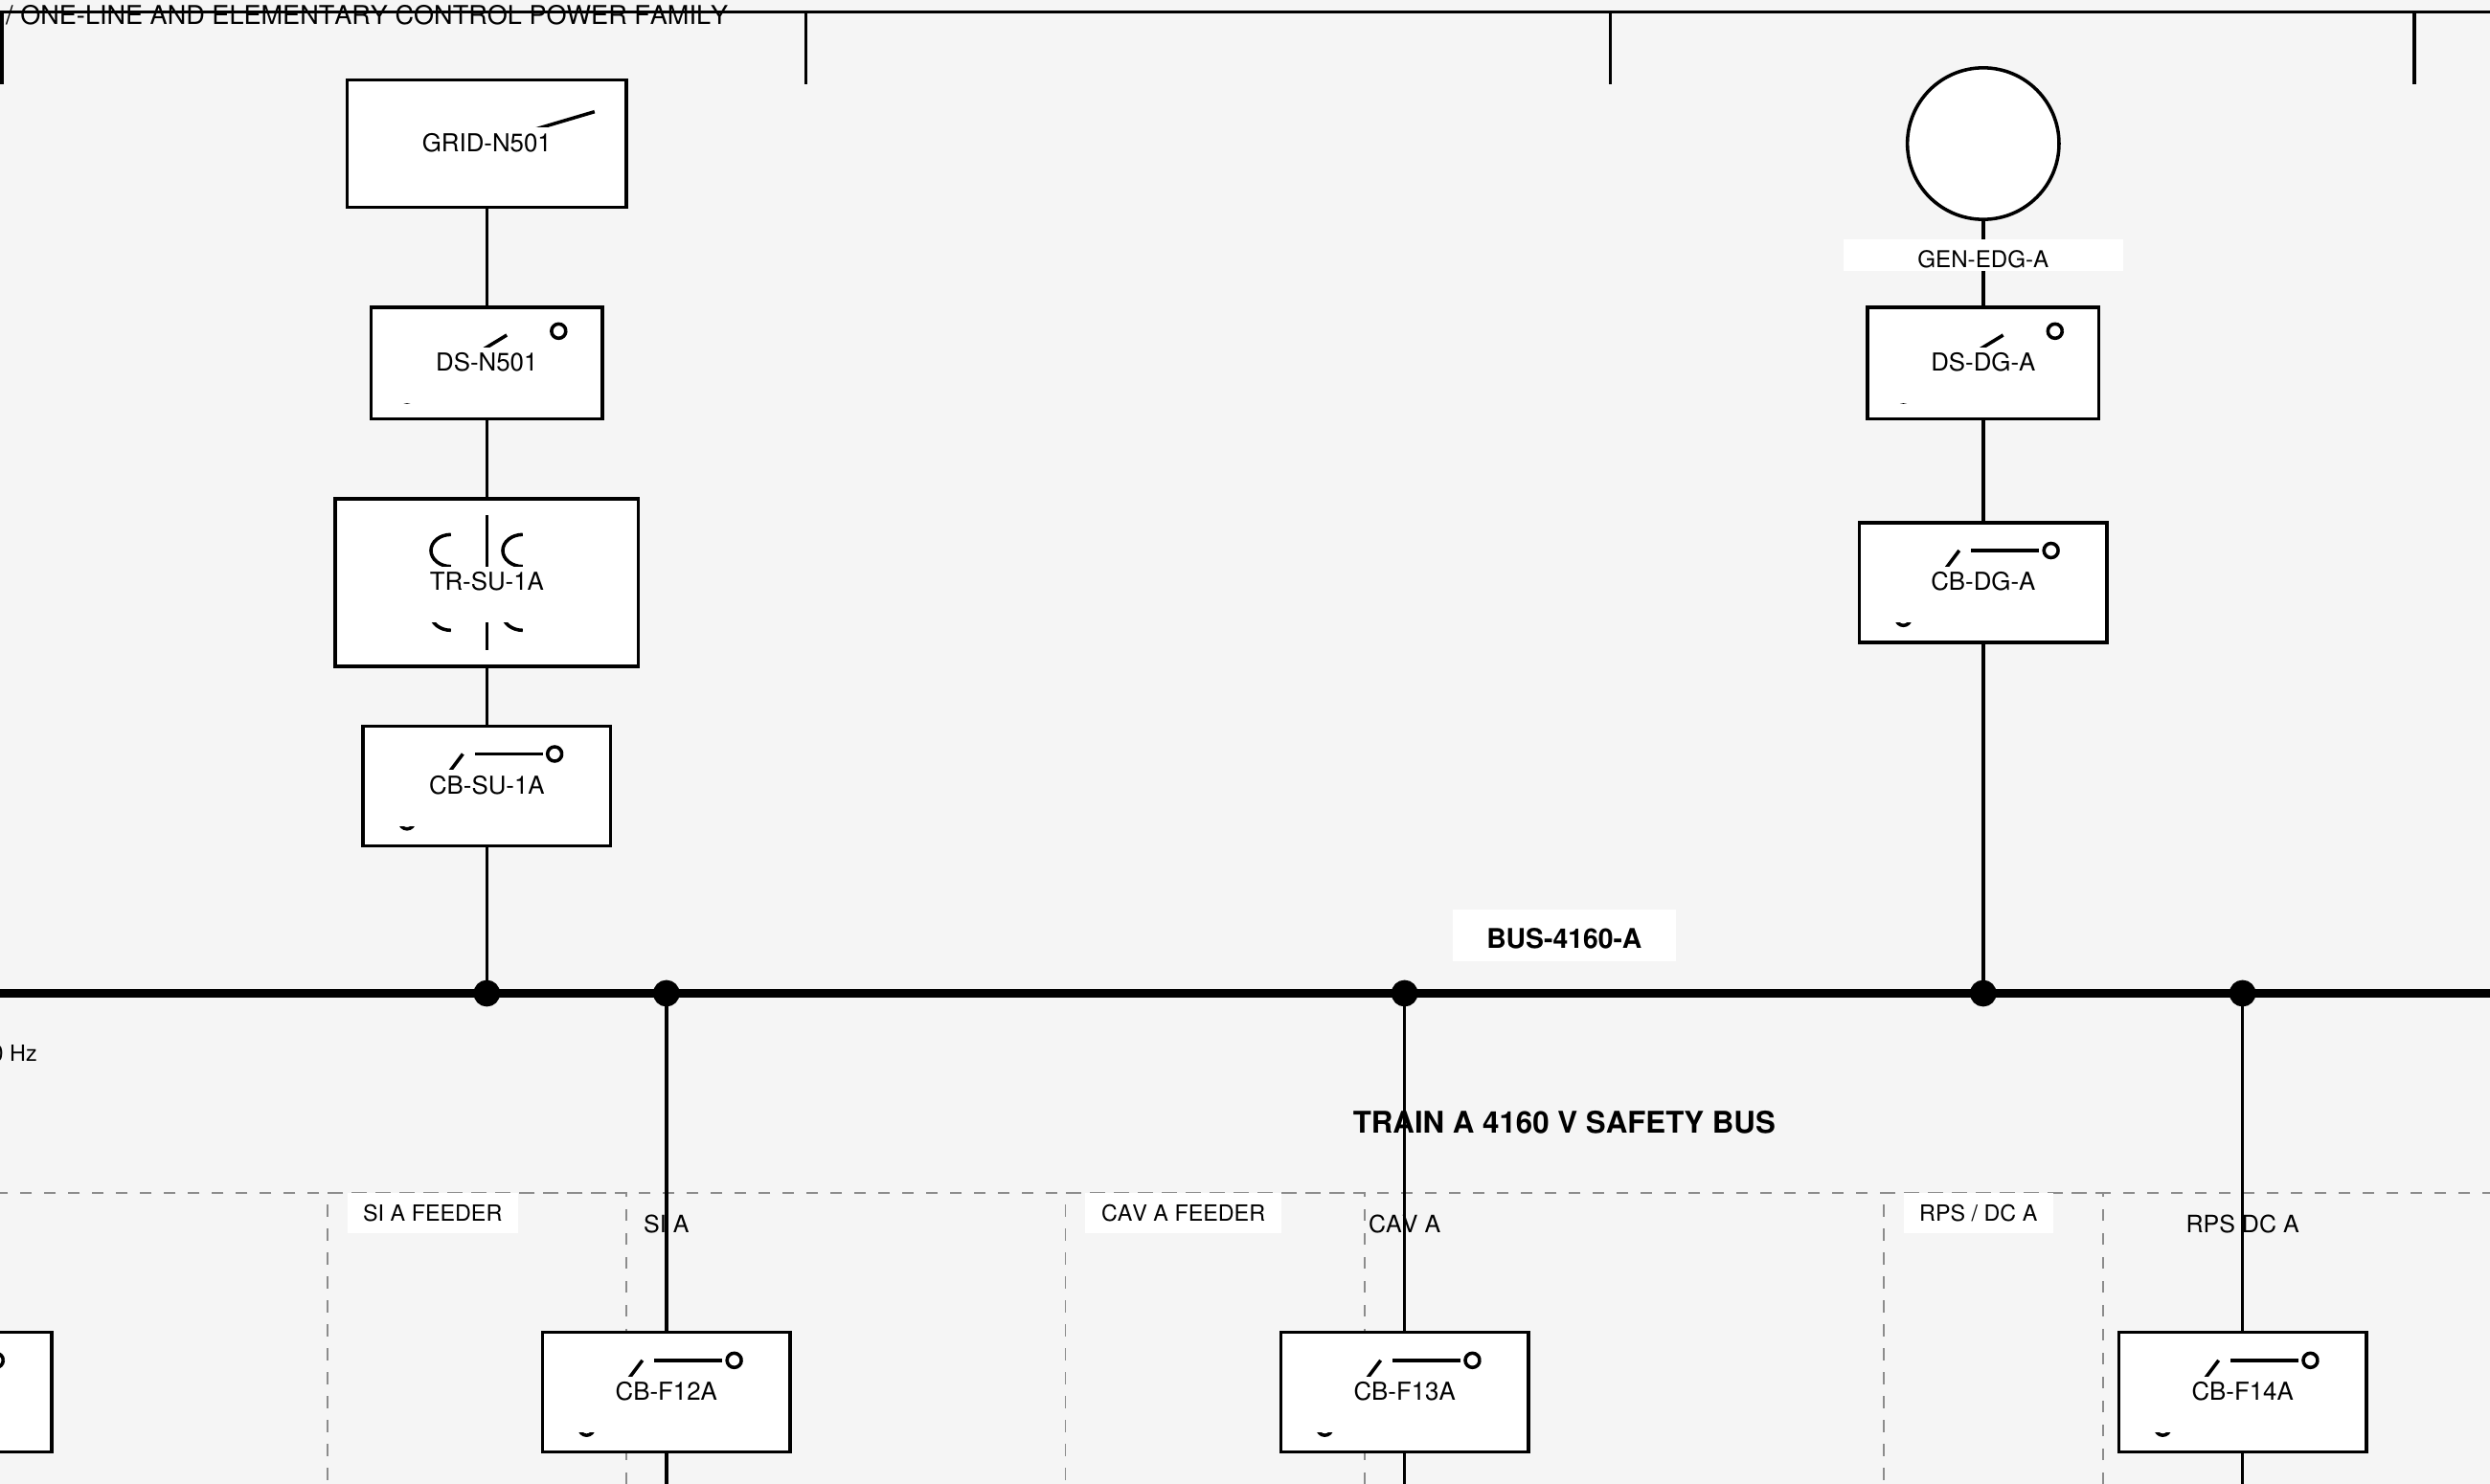 / ONE-LINE AND ELEMENTARY CONTROL POWER FAMILY
GRID-N501
GEN-EDG-A
DS-N501
DS-DG-A
TR-SU-1A
CB-DG-A
CB-SU-1A
BUS-4160-A
0 Hz
TRAIN A 4160 V SAFETY BUS
SI A FEEDER
SI A
CAV A FEEDER
CAV A
RPS / DC A
RPS DC A
CB-F12A
CB-F13A
CB-F14A